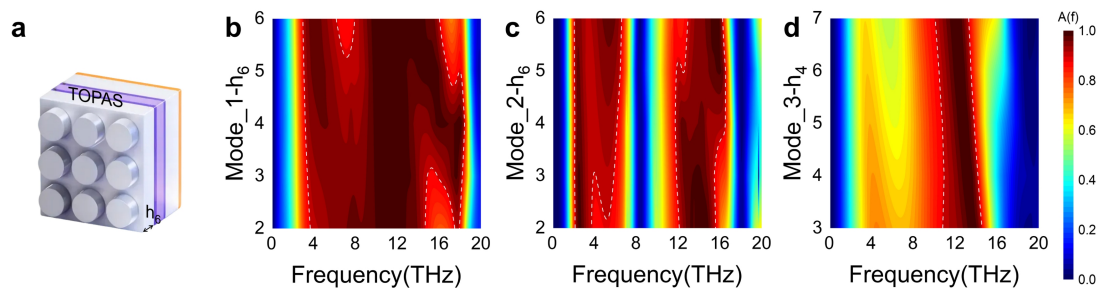 a
TOPAS
h6
b
Mode_1-h6
6
5
4
3
2
0 4 8 12 16 20
Frequency(THz)
c
Mode_2-h6
6
5
4
3
2
0 4 8 12 16 20
Frequency(THz)
d
Mode_3-h4
7
6
5
4
3
0 4 8 12 16 20
Frequency(THz)
A(f)
1.0
0.8
0.6
0.4
0.2
0.0